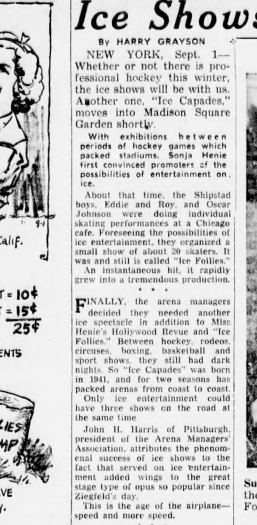 Ice Shows
By HARRY GRAYSON
NEW YORK, Sept. 1—
Whether or not there is pro-
fessional hockey this winter,
the ice shows will be with us.
Another one, "Ice Capades,"
moves into Madison Square
Garden shortly.
With exhibitions between
periods of hockey games which
packed stadiums. Sonja Henie
first convinced promoters of the
possibilities of entertainment on
ice.
About that time, the Shipstad
boys, Eddie and Roy, and Oscar
Johnson were doing individual
skating performances at a Chicago
cafe. Foreseeing the possibilities of
ice entertainment, they organized a
small show of about 20 skaters. It
was and still is called "Ice Follies."
An instantaneous hit, it rapidly
grew into a tremendous production.
* * *
FINALLY, the arena managers
decided they needed another
ice spectacle in addition to Miss
Henie's Hollywood Revue and "Ice
Follies." Between hockey, rodeos,
circuses, boxing, basketball and
sport shows, they still had dark
nights. So "Ice Capades" was born
in 1941, and for two seasons has
packed arenas from coast to coast.
Only ice entertainment could
have three shows on the road at
the same time
John H. Harris of Pittsburgh,
president of the Arena Managers'
Association, attributes the phenom-
enal success of ice shows to the
fact that served on ice entertain-
ment added wings to the great
stage type of opus so popular since
Ziegfeld's day.
This is the age of the airplane—
speed and more speed.
9-1
Calif.
T = 10¢
= 15¢
25¢
ENTS
IES
MP
VE
Y.
Su
the
Fo